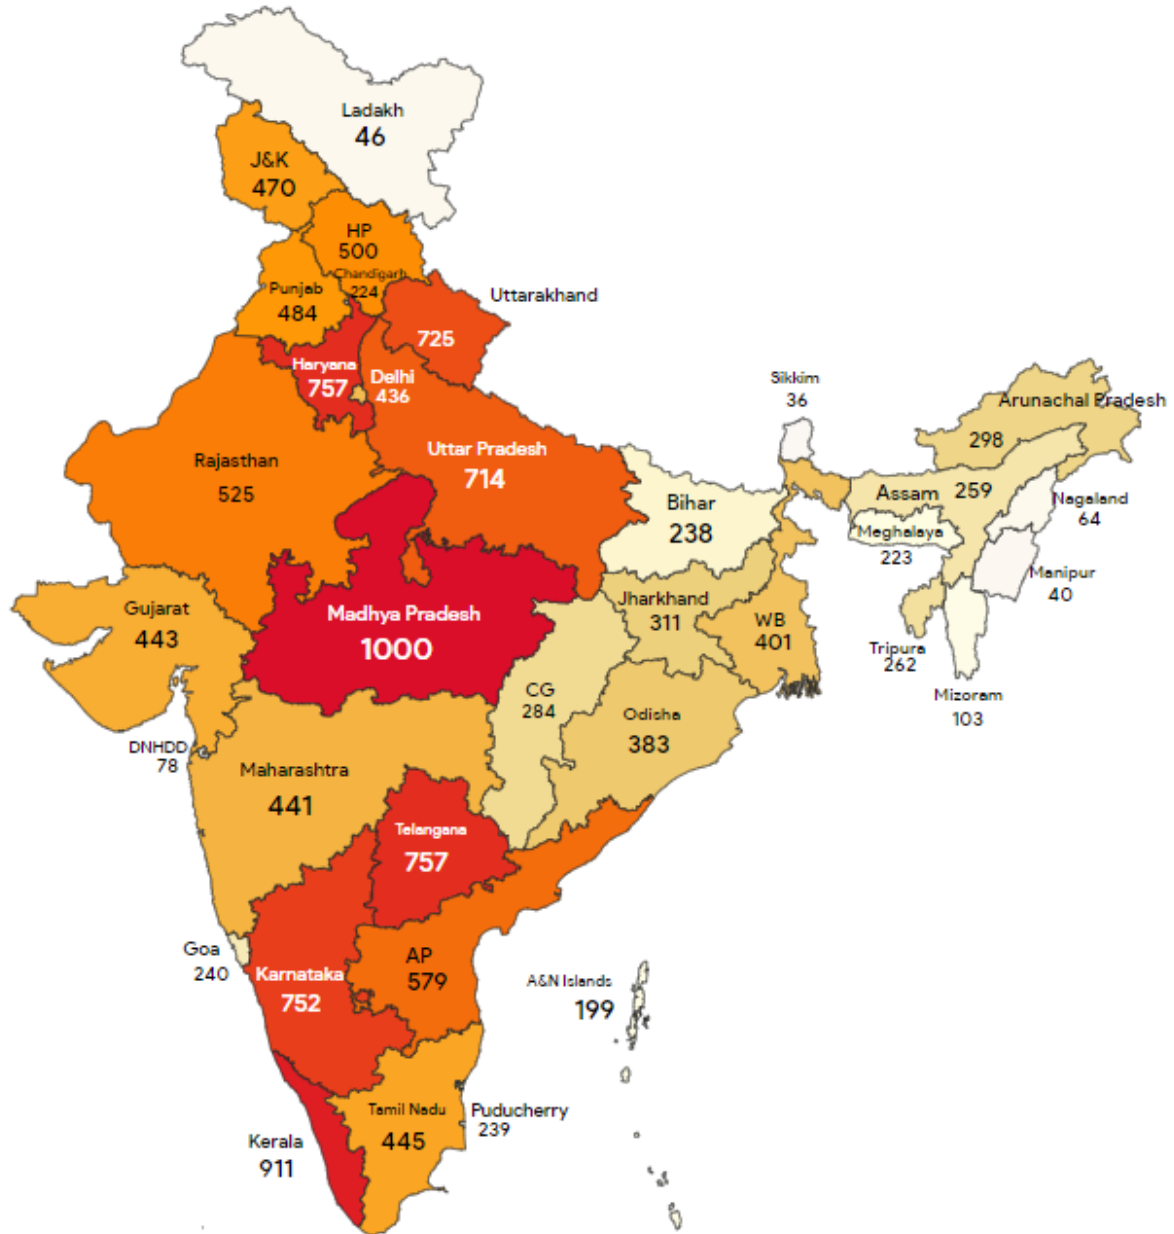 Ladakh
46
J&K
470
HP
500
Chandigarh
224
Punjab
484
Uttarakhand
725
Haryana
757
Delhi
436
Sikkim
36
Arunachal Pradesh
298
Uttar Pradesh
714
Rajasthan
525
Bihar
238
Assam 259
Nagaland
64
Meghalaya
223
Manipur
40
Gujarat
443
Madhya Pradesh
1000
Jharkhand
311
WB
401
Tripura
262
Mizoram
103
CG
284
Odisha
383
DNHDD
78
Maharashtra
441
Telangana
757
Goa
240
Karnataka
752
AP
579
A&N Islands
199
Tamil Nadu
445
Puducherry
239
Kerala
911